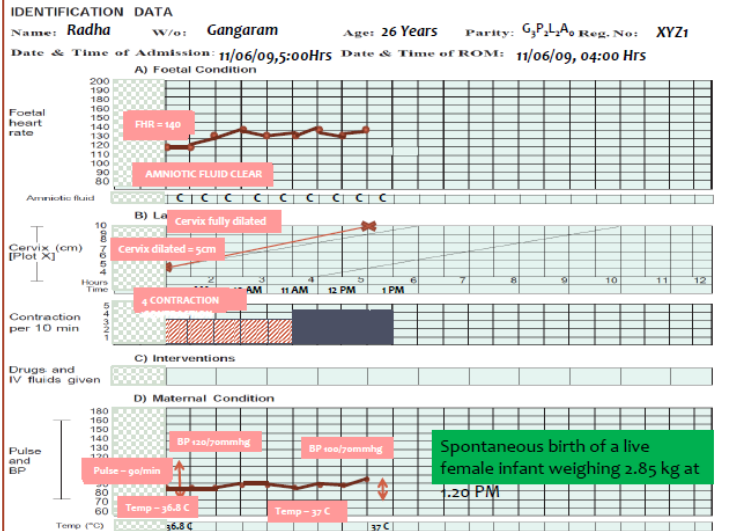 IDENTIFICATION DATA
Name: Radha W/o: Gangaram Age: 26 Years Parity: G3P2L2A0 Reg. No: XYZ1
Date & Time of Admission: 11/06/09,5:00Hrs Date & Time of ROM: 11/06/09, 04:00 Hrs
A) Foetal Condition
Foetal heart rate
200
190
180
170
160
150
140
130
120
110
100
90
80
FHR = 140
AMNIOTIC FLUID CLEAR
Amniotic fluid C C C C C C C C C
B) La
Cervix fully dilated
Cervix (cm)
[Plot X]
10
9
8
7
6
5
4
Cervix dilated = 5cm
Hours 2 3 4 5 6 7 8 9 10 11 12
Time AM 11 AM 12 PM 1 PM
4 CONTRACTION
Contraction
per 10 min
5
4
3
2
1
C) Interventions
Drugs and
IV fluids given
D) Maternal Condition
Pulse
and
BP
180
170
160
150
140
130
120
80
70
60
BP 120/70mmhg
BP 100/70mmhg
Pulse – 90/min
Temp – 36.8 C
Temp – 37 C
Spontaneous birth of a live
female infant weighing 2.85 kg at
1.20 PM
Temp (°C) 36.8 C 37 C